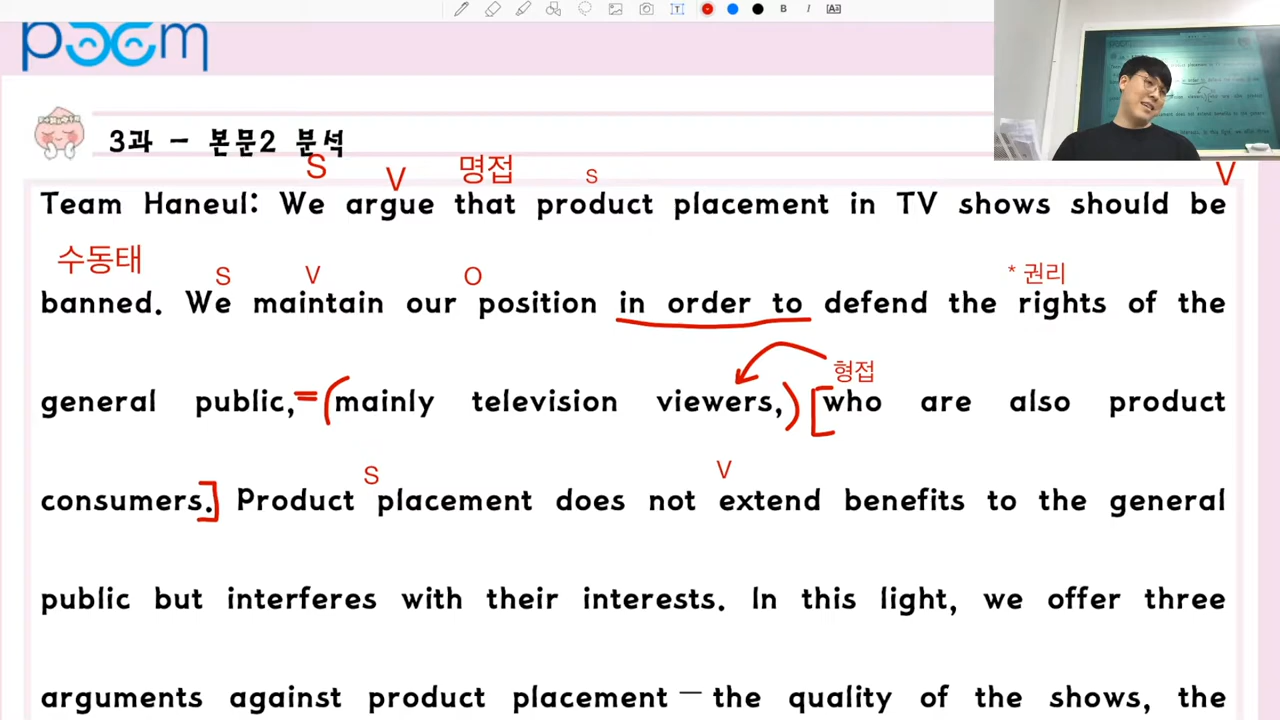 B I A
poem
3과 - 본문2 분석
S V 명접 S V
Team Haneul: We argue that product placement in TV shows should be
수동태 S V O * 권리
banned. We maintain our position in order to defend the rights of the
형접
general public,=(mainly television viewers,) [who are also product
S V
consumers.] Product placement does not extend benefits to the general
public but interferes with their interests. In this light, we offer three
arguments against product placement — the quality of the shows, the